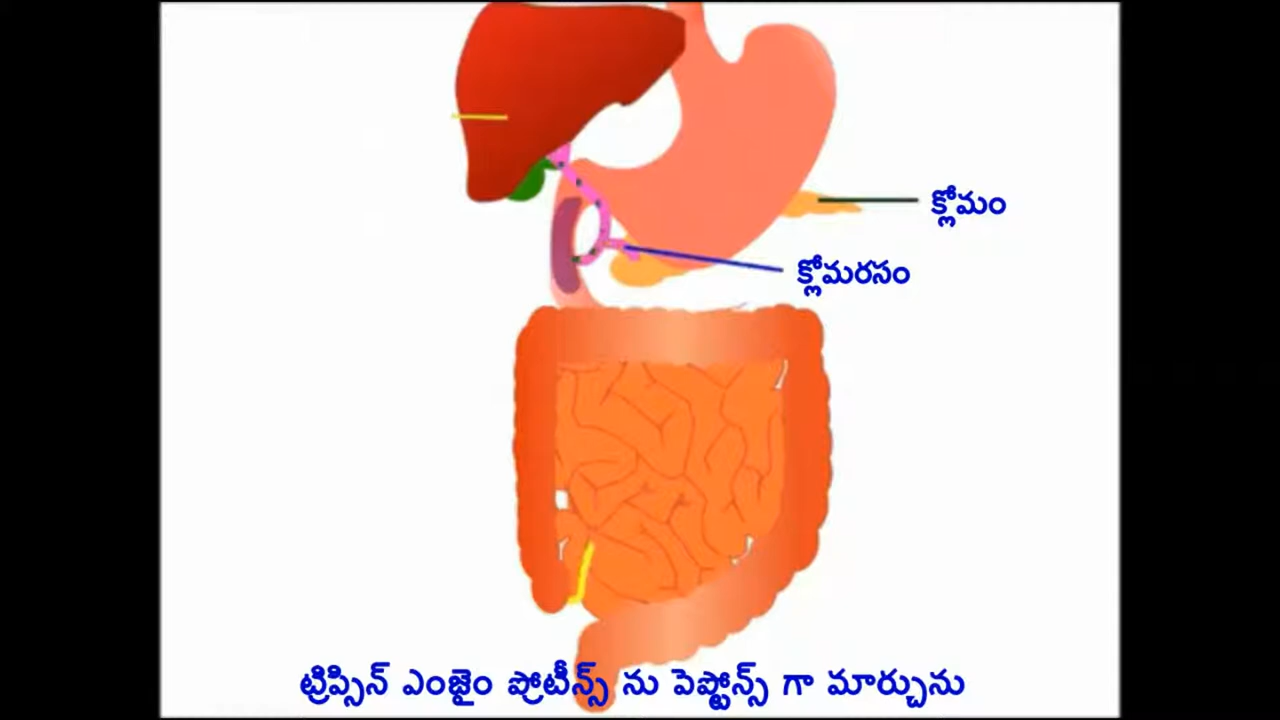 క్లోమం
క్లోమరసం
ట్రిప్సిన్ ఎంజైం ప్రోటీన్స్ ను పెప్టోన్స్ గా మార్చును